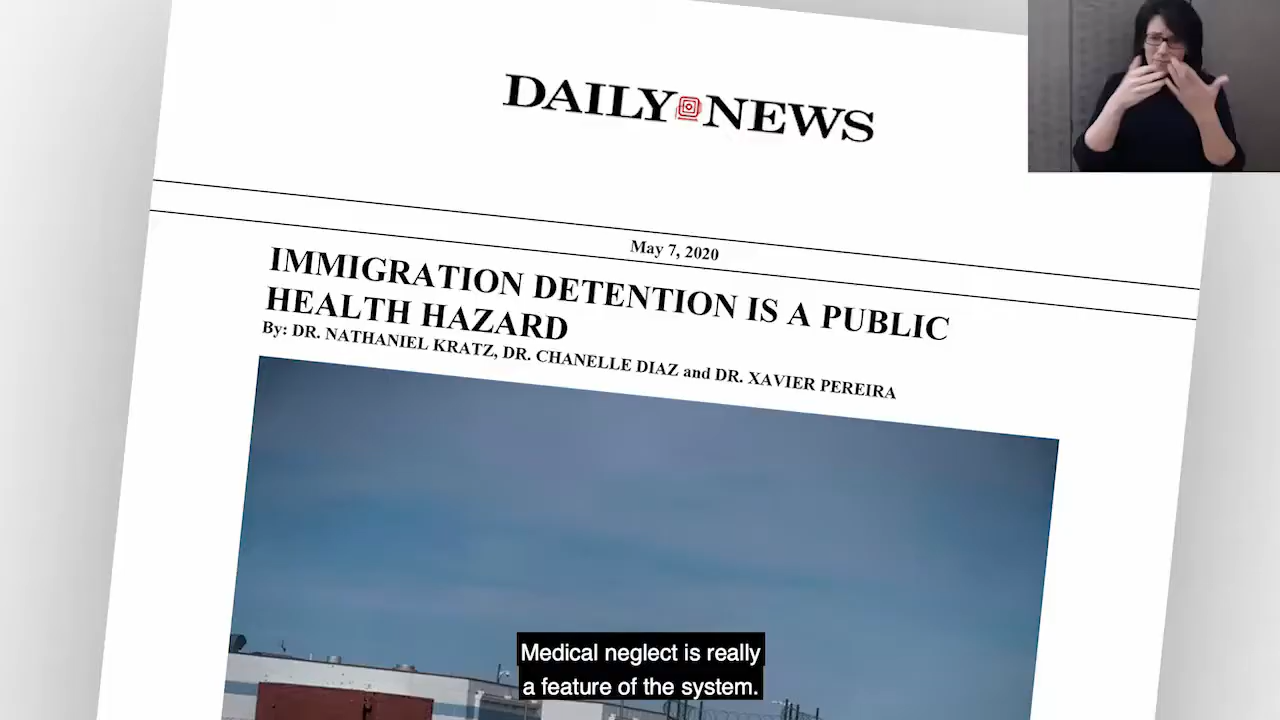 DAILY NEWS
May 7, 2020
IMMIGRATION DETENTION IS A PUBLIC
HEALTH HAZARD
By: DR. NATHANIEL KRATZ, DR. CHANELLE DIAZ and DR. XAVIER PEREIRA
Medical neglect is really
a feature of the system.